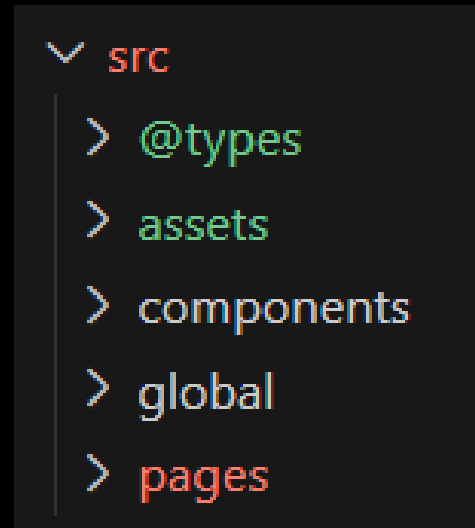 src
@types
assets
components
global
pages